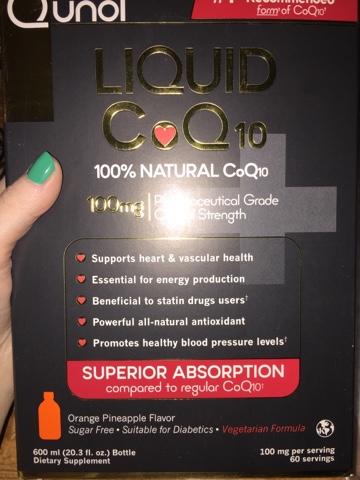 Qunol
Recommended
form† of CoQ10†
LIQUID
CoQ10
100% NATURAL CoQ10
100mg
Grade
Strength
Supports heart & vascular health
Essential for energy production
Beneficial to statin drugs users†
Powerful all-natural antioxidant
Promotes healthy blood pressure levels†
SUPERIOR ABSORPTION
compared to regular CoQ10†
Orange Pineapple Flavor
Sugar Free • Suitable for Diabetics • Vegetarian Formula
600 ml (20.3 fl. oz.) Bottle
Dietary Supplement
100 mg per serving
60 servings